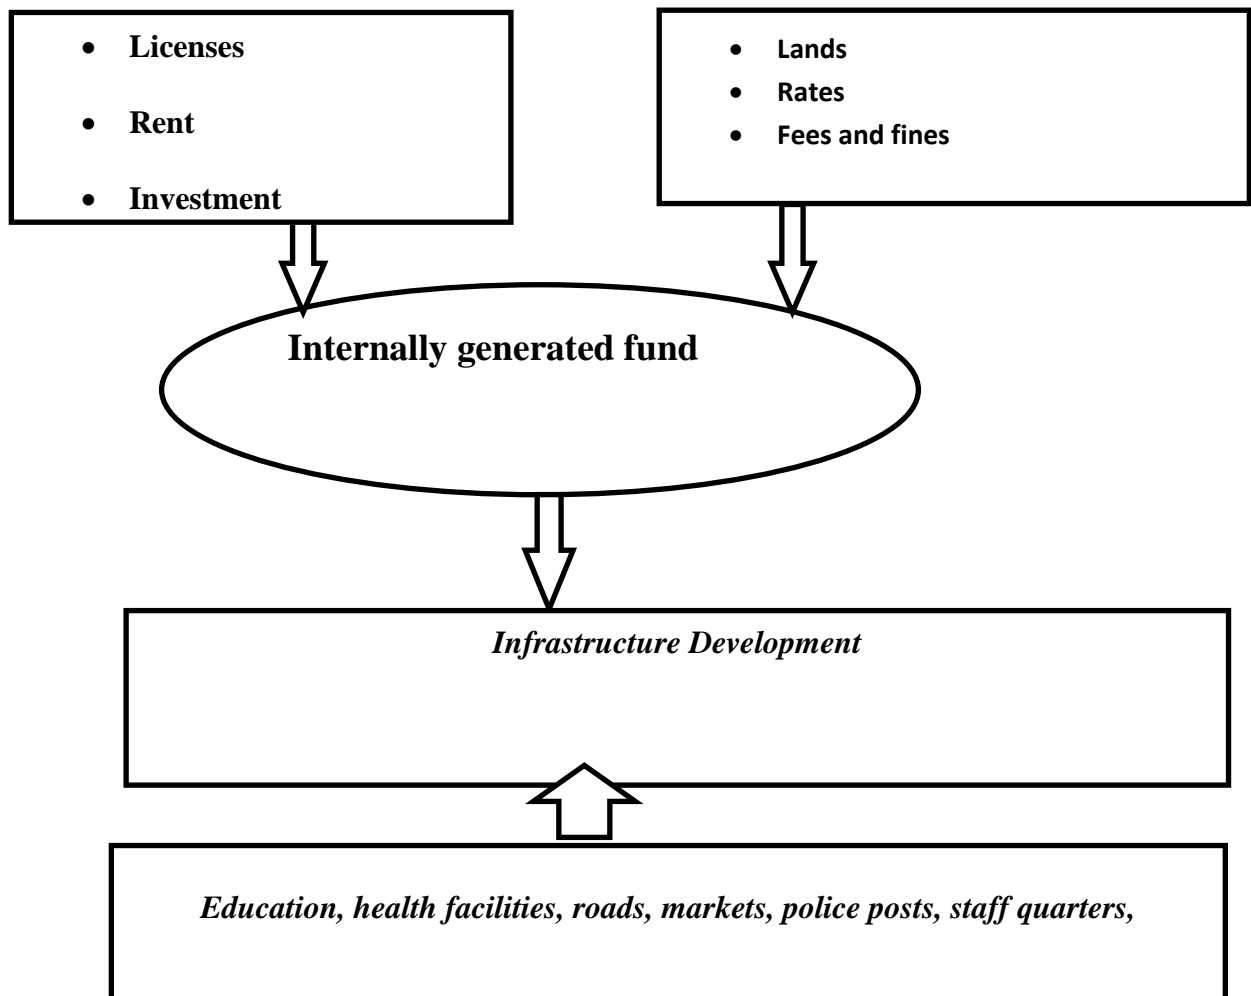 • Licenses
• Rent
• Investment
• Lands
• Rates
• Fees and fines
Internally generated fund
Infrastructure Development
Education, health facilities, roads, markets, police posts, staff quarters,